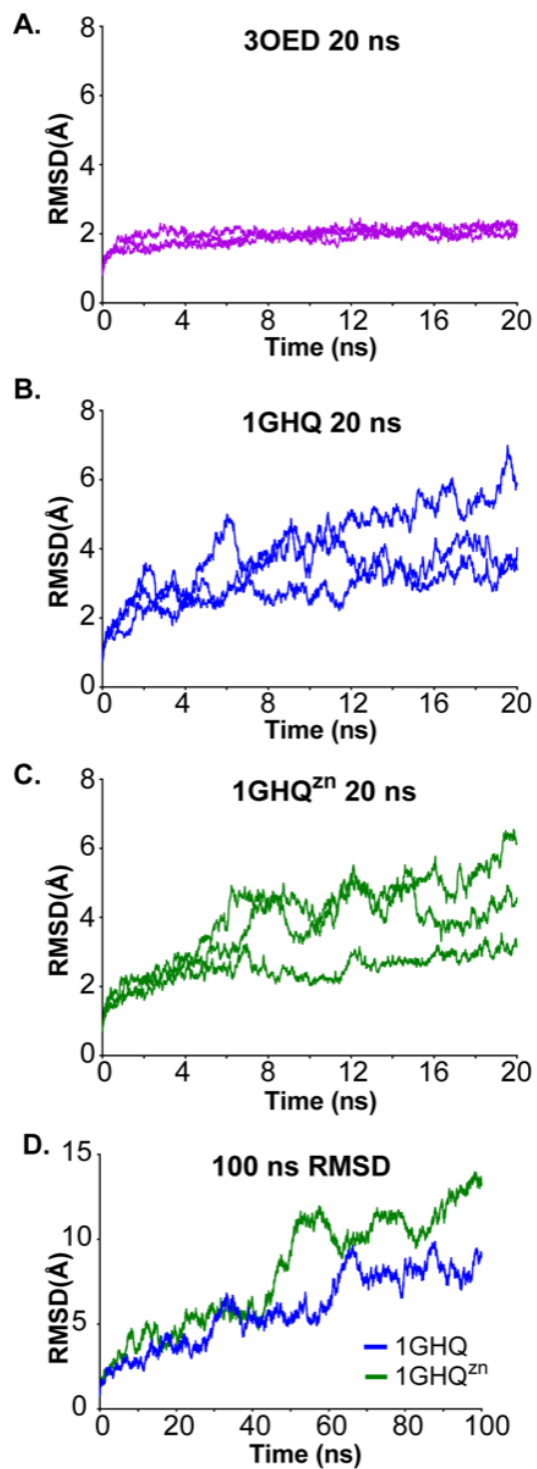 A.
3OED 20 ns
8
6
4
2
0
RMSD(Å)
0 4 8 12 16 20
Time (ns)
B.
1GHQ 20 ns
8
6
4
2
0
RMSD(Å)
0 4 8 12 16 20
Time (ns)
C.
1GHQzn 20 ns
8
6
4
2
0
RMSD(Å)
0 4 8 12 16 20
Time (ns)
D.
100 ns RMSD
15
10
5
0
RMSD(Å)
1GHQ
1GHQzn
0 20 40 60 80 100
Time (ns)